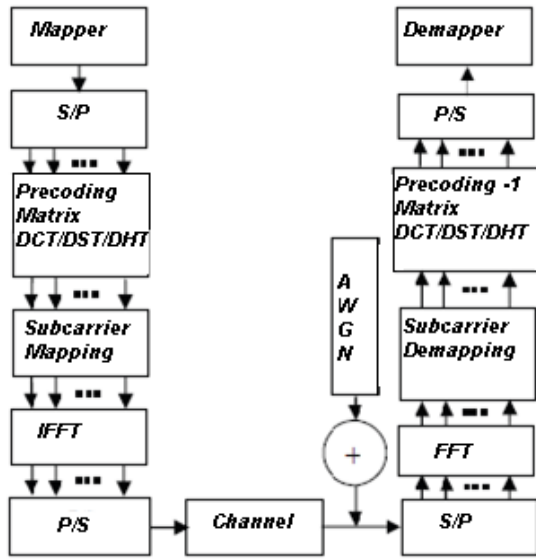 Mapper
S/P
Precoding
Matrix
DCT/DST/DHT
Subcarrier
Mapping
IFFT
P/S
Channel
A
W
G
N
+
Demapper
P/S
Precoding -1
Matrix
DCT/DST/DHT
Subcarrier
Demapping
FFT
S/P